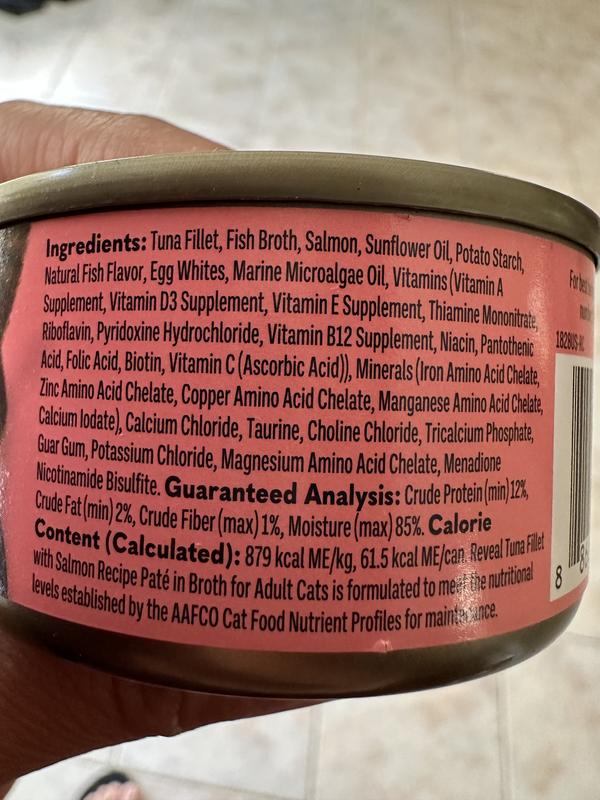 Ingredients: Tuna Fillet, Fish Broth, Salmon, Sunflower Oil, Potato Starch,
Natural Fish Flavor, Egg Whites, Marine Microalgae Oil, Vitamins (Vitamin A
Supplement, Vitamin D3 Supplement, Vitamin E Supplement, Thiamine Mononitrate,
Riboflavin, Pyridoxine Hydrochloride, Vitamin B12 Supplement, Niacin, Pantothenic
Acid, Folic Acid, Biotin, Vitamin C (Ascorbic Acid)), Minerals (Iron Amino Acid Chelate,
Zinc Amino Acid Chelate, Copper Amino Acid Chelate, Manganese Amino Acid Chelate,
Calcium Iodate), Calcium Chloride, Taurine, Choline Chloride, Tricalcium Phosphate,
Guar Gum, Potassium Chloride, Magnesium Amino Acid Chelate, Menadione
Nicotinamide Bisulfite. Guaranteed Analysis: Crude Protein (min) 12%,
Crude Fat (min) 2%, Crude Fiber (max) 1%, Moisture (max) 85%. Calorie
Content (Calculated): 879 kcal ME/kg, 61.5 kcal ME/can. Reveal Tuna Fillet
with Salmon Recipe Paté in Broth for Adult Cats is formulated to meet the nutritional
levels established by the AAFCO Cat Food Nutrient Profiles for maintenance.
For best
1828US-NC
8